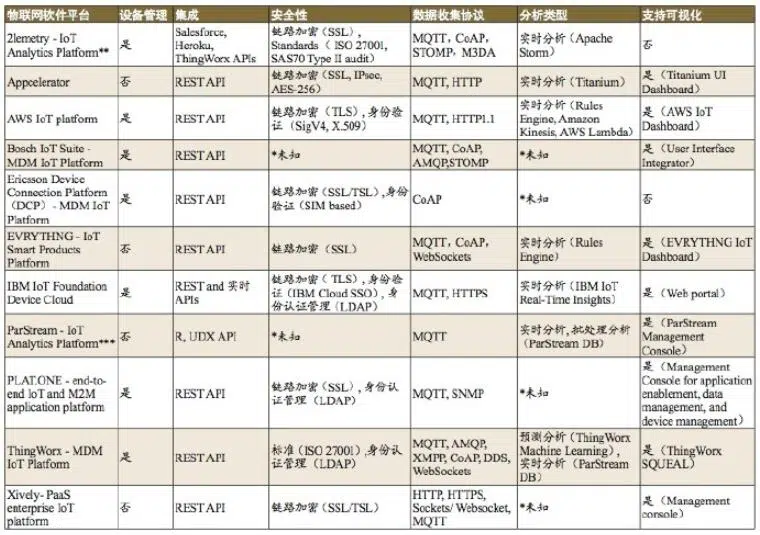 物联网软件平台 设备管理 集成 安全性 数据收集协议 分析类型 支持可视化
2lemetry - IoT
Analytics Platform**
是
Salesforce,
Heroku,
ThingWorx APIs
链路加密(SSL),
Standards(ISO 27001,
SAS70 Type II audit)
MQTT, CoAP,
STOMP, M3DA
实时分析(Apache
Storm)
否
Appcelerator
否
REST API
链路加密(SSL, IPsec,
AES-256)
MQTT, HTTP
实时分析(Titanium)
是(Titanium UI
Dashboard)
AWS IoT platform
是
REST API
链路加密(TLS),身份验
证(SigV4, X.509)
MQTT, HTTP1.1
实时分析(Rules
Engine, Amazon
Kinesis, AWS Lambda)
是(AWS IoT
Dashboard)
Bosch IoT Suite -
MDM IoT Platform
是
REST API
*未知
MQTT, CoAP,
AMQP,STOMP
*未知
是(User Interface
Integrator)
Ericsson Device
Connection Platform
(DCP) - MDM IoT
Platform
是
REST API
链路加密(SSL/TSL),身份
验证(SIM based)
CoAP
*未知
否
EVRYTHNG - IoT
Smart Products
Platform
否
REST API
链路加密(SSL)
MQTT, CoAP,
WebSockets
实时分析(Rules
Engine)
是(EVRYTHNG IoT
Dashboard)
IBM IoT Foundation
Device Cloud
是
REST and 实时
APIs
链路加密(TLS),身份验
证(IBM Cloud SSO),身
份认证管理(LDAP)
MQTT, HTTPS
实时分析(IBM IoT
Real-Time Insights)
是(Web portal)
ParStream - IoT
Analytics Platform***
否
R, UDX API
*未知
MQTT
实时分析,批处理分析
(ParStream DB)
是(ParStream
Management
Console)
PLAT.ONE - end-to-
end IoT and M2M
application platform
是
REST API
链路加密(SSL),身份认
证管理(LDAP)
MQTT, SNMP
*未知
是(Management
Console for application
enablement, data
management, and
device management)
ThingWorx - MDM
IoT Platform
是
REST API
标准(ISO 27001),身份认
证管理(LDAP)
MQTT, AMQP,
XMPP, CoAP, DDS,
WebSockets
预测分析(ThingWorx
Machine Learning),
实时分析(ParStream
DB)
是(ThingWorx
SQUEAL)
Xively- PaaS
enterprise IoT
platform
否
REST API
链路加密(SSL/TSL)
HTTP, HTTPS,
Sockets/ Websocket,
MQTT
*未知
是(Management
console)